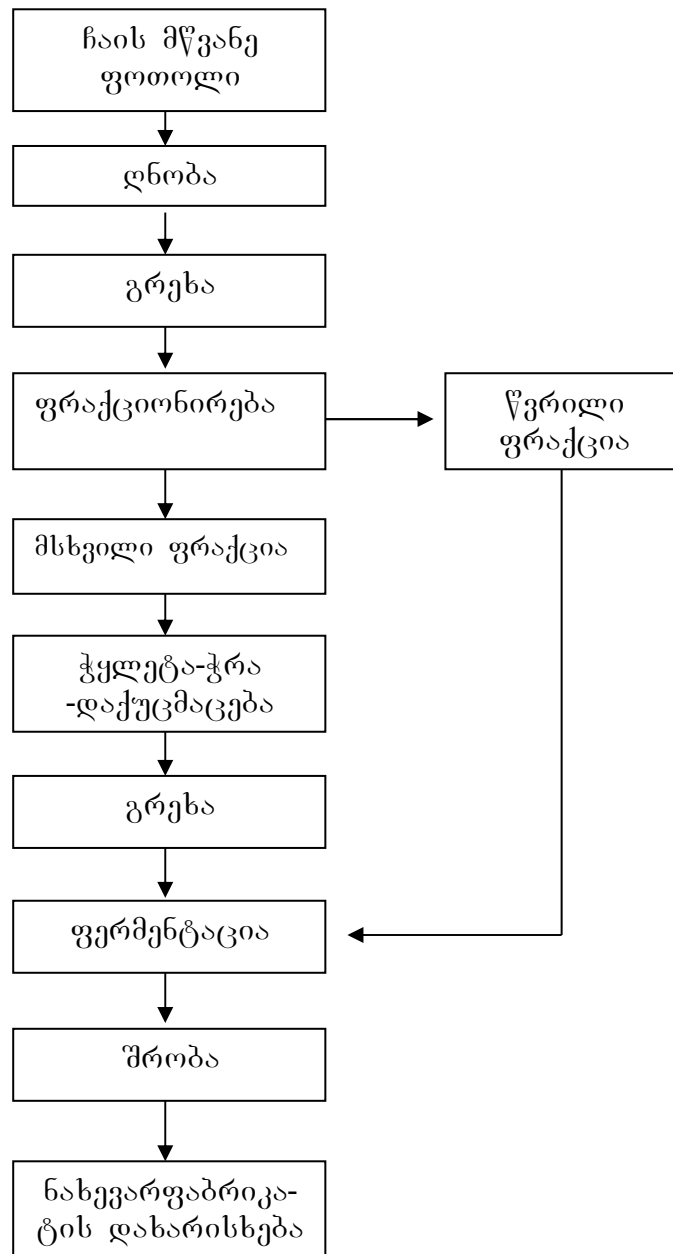 ჩაის მწვანე
ფოთოლი
ღნობა
გრეხა
ფრაქციონირება
წვრილი
ფრაქცია
მსხვილი ფრაქცია
ჭყლეტა-ჭრა
-დაქუცმაცება
გრეხა
ფერმენტაცია
შრობა
ნახევარფაბრიკა-
ტის დახარისხება